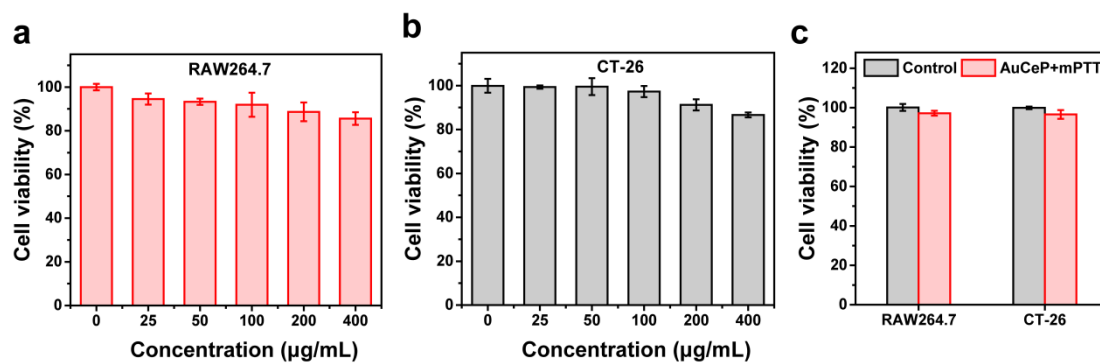 a
RAW264.7
Cell viability (%)
100
80
60
40
20
0
0 25 50 100 200 400
Concentration (µg/mL)
b
CT-26
Cell viability (%)
100
80
60
40
20
0
0 25 50 100 200 400
Concentration (µg/mL)
c
Control AuCeP+mPTT
Cell viability (%)
120
100
80
60
40
20
0
RAW264.7 CT-26